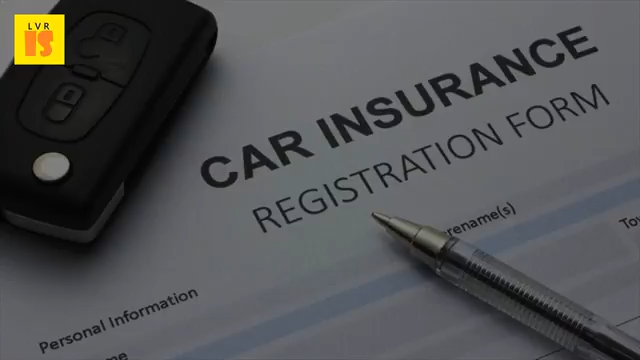 LVR
IS
CAR INSURANCE
REGISTRATION FORM
rename(s)
Personal Information